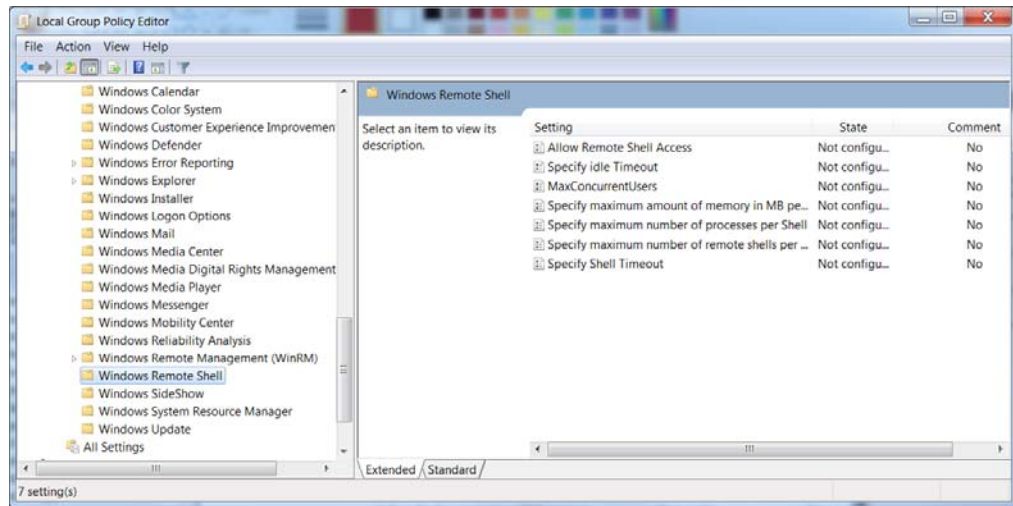 Local Group Policy Editor
File Action View Help
Windows Calendar
Windows Color System
Windows Customer Experience Improvemen
Windows Defender
Windows Error Reporting
Windows Explorer
Windows Installer
Windows Logon Options
Windows Mail
Windows Media Center
Windows Media Digital Rights Management
Windows Media Player
Windows Messenger
Windows Mobility Center
Windows Reliability Analysis
Windows Remote Management (WinRM)
Windows Remote Shell
Windows SideShow
Windows System Resource Manager
Windows Update
All Settings
Windows Remote Shell
Select an item to view its
description.
Setting State Comment
Allow Remote Shell Access Not configu... No
Specify idle Timeout Not configu... No
MaxConcurrentUsers Not configu... No
Specify maximum amount of memory in MB pe... Not configu... No
Specify maximum number of processes per Shell Not configu... No
Specify maximum number of remote shells per ... Not configu... No
Specify Shell Timeout Not configu... No
Extended Standard
7 setting(s)